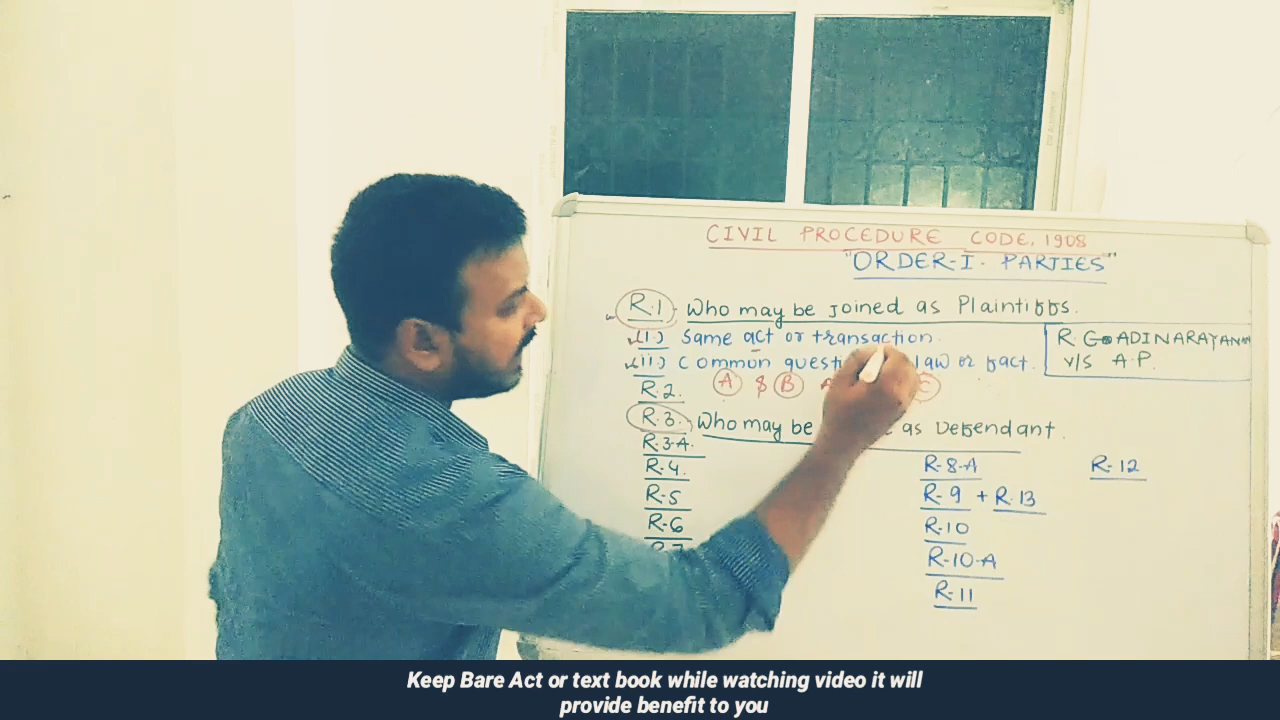 CIVIL PROCEDURE CODE, 1908
"ORDER-I. PARTIES"
R.1 - Who may be Joined as Plaintiffs.
(i) Same act or transaction.
(ii) Common law or fact.
R. GOADINARAYANAN
V/S A.P.
R.2. A & B
R.3. Who may be as Defendant.
R.3-A.
R.4.
R.5
R.6
R.7
R-8-A
R-9 + R.13
R.10
R-10-A
R-11
R-12
Keep Bare Act or text book while watching video it will
provide benefit to you